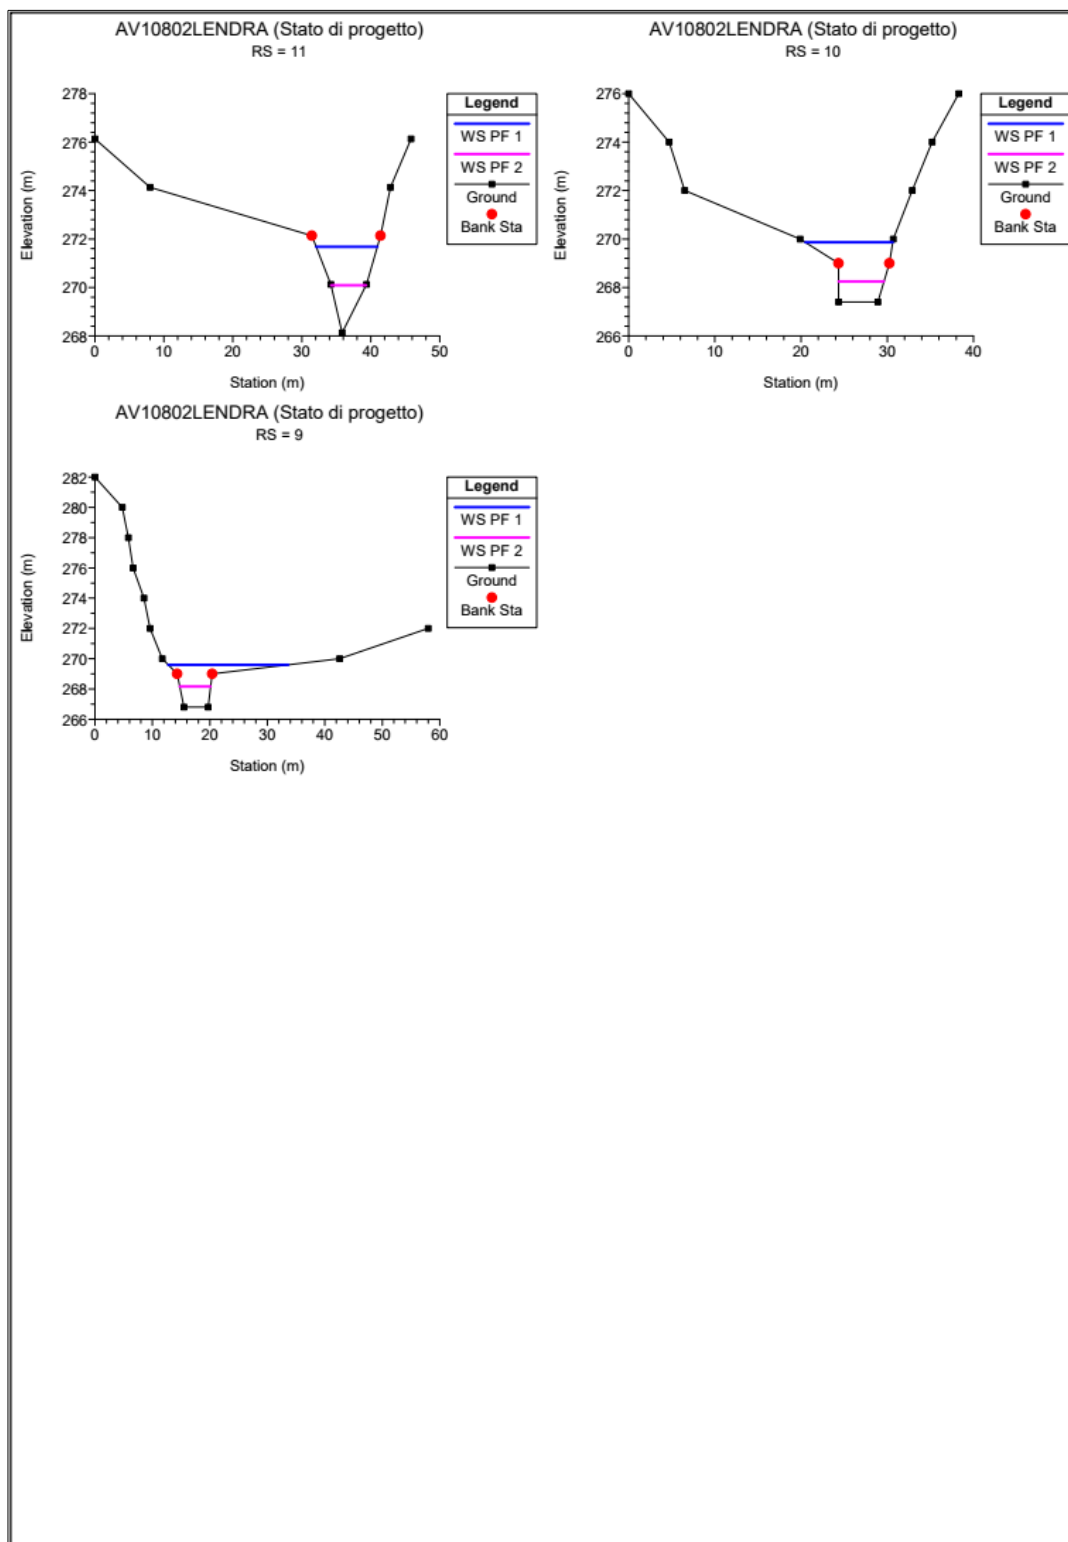 AV10802LENDRA (Stato di progetto)
RS = 11
278
276
274
272
270
268
0
10
20
30
40
50
Elevation (m)
Station (m)
Legend
WS PF 1
WS PF 2
Ground
Bank Sta
AV10802LENDRA (Stato di progetto)
RS = 10
276
274
272
270
268
266
0
10
20
30
40
Elevation (m)
Station (m)
Legend
WS PF 1
WS PF 2
Ground
Bank Sta
AV10802LENDRA (Stato di progetto)
RS = 9
282
280
278
276
274
272
270
268
266
0
10
20
30
40
50
60
Elevation (m)
Station (m)
Legend
WS PF 1
WS PF 2
Ground
Bank Sta